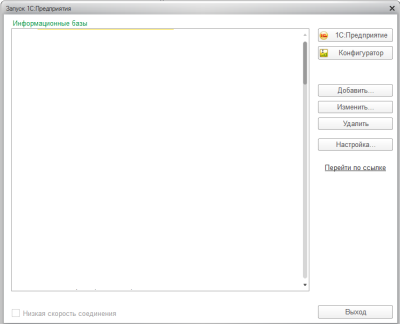 Запуск 1С:Предприятия
Информационные базы
1С:Предприятие
Конфигуратор
Добавить...
Изменить...
Удалить
Настройка...
Перейти по ссылке
Низкая скорость соединения
Выход